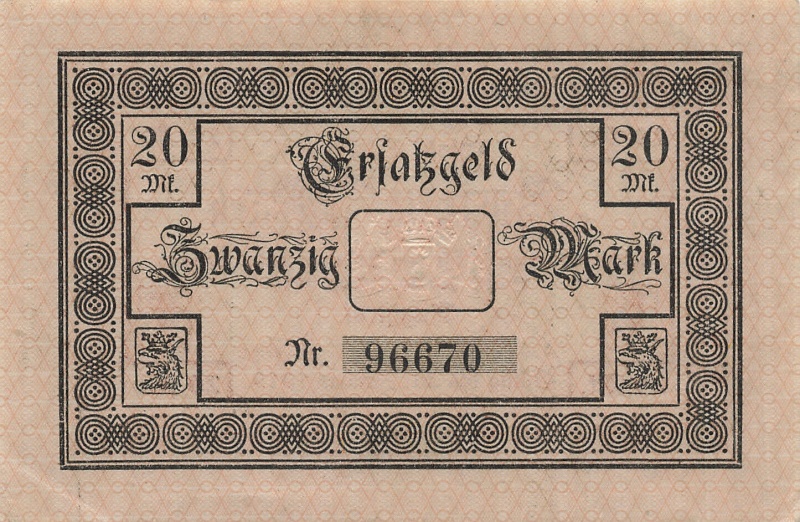 20 Mk.
Ersatzgeld
20 Mk.
Zwanzig Mark
Nr. 96670